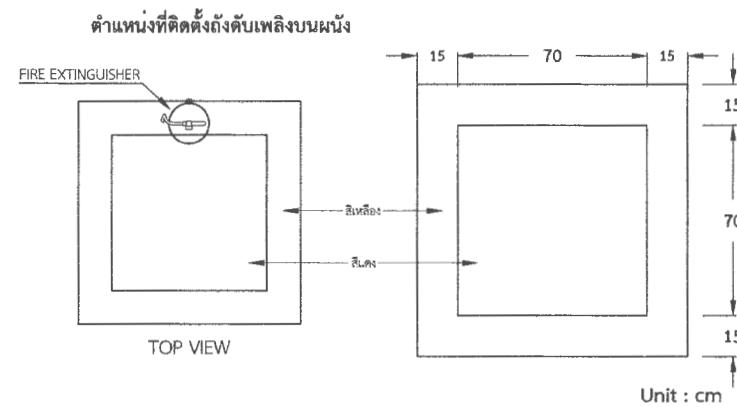 ตำแหน่งที่ติดตั้งถังดับเพลิงบนผนัง
15 70 15
FIRE EXTINGUISHER
15
สีเหลือง
70
สีแดง
15
TOP VIEW
Unit : cm